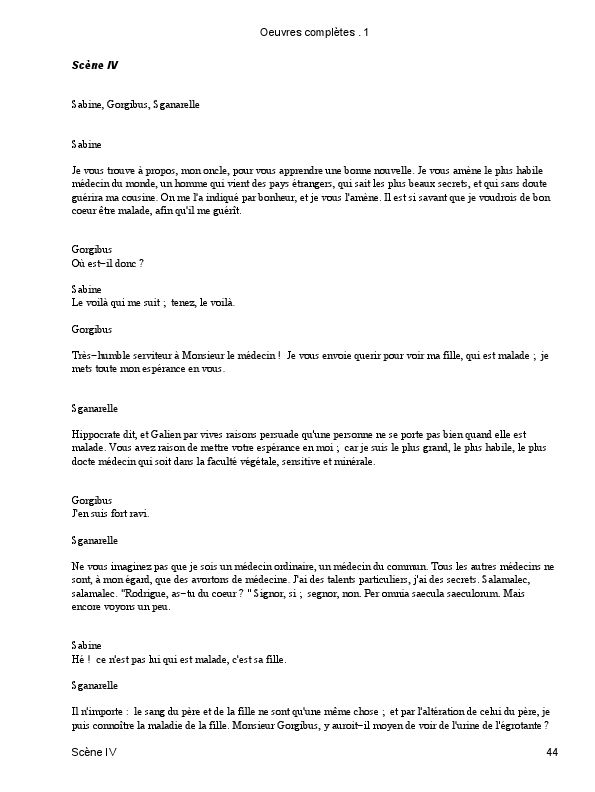 Oeuvres complètes . 1
Scène IV
Sabine, Gorgibus, Sganarelle
Sabine
Je vous trouve à propos, mon oncle, pour vous apprendre une bonne nouvelle. Je vous amène le plus habile
médecin du monde, un homme qui vient des pays étrangers, qui sait les plus beaux secrets, et qui sans doute
guérira ma cousine. On me l'a indiqué par bonheur, et je vous l'amène. Il est si savant que je voudrois de bon
coeur être malade, afin qu'il me guérît.
Gorgibus
Où est−il donc ?
Sabine
Le voilà qui me suit ; tenez, le voilà.
Gorgibus
Très−humble serviteur à Monsieur le médecin ! Je vous envoie querir pour voir ma fille, qui est malade ; je
mets toute mon espérance en vous.
Sganarelle
Hippocrate dit, et Galien par vives raisons persuade qu'une personne ne se porte pas bien quand elle est
malade. Vous avez raison de mettre votre espérance en moi ; car je suis le plus grand, le plus habile, le plus
docte médecin qui soit dans la faculté végétale, sensitive et minérale.
Gorgibus
J'en suis fort ravi.
Sganarelle
Ne vous imaginez pas que je sois un médecin ordinaire, un médecin du commun. Tous les autres médecins ne
sont, à mon égard, que des avortons de médecine. J'ai des talents particuliers, j'ai des secrets. Salamalec,
salamalec. "Rodrigue, as−tu du coeur ? " Signor, si ; segnor, non. Per omnia saecula saeculorum. Mais
encore voyons un peu.
Sabine
Hé ! ce n'est pas lui qui est malade, c'est sa fille.
Sganarelle
Il n'importe : le sang du père et de la fille ne sont qu'une même chose ; et par l'altération de celui du père, je
puis connoître la maladie de la fille. Monsieur Gorgibus, y auroit−il moyen de voir de l'urine de l'égrotante ?
Scène IV 44